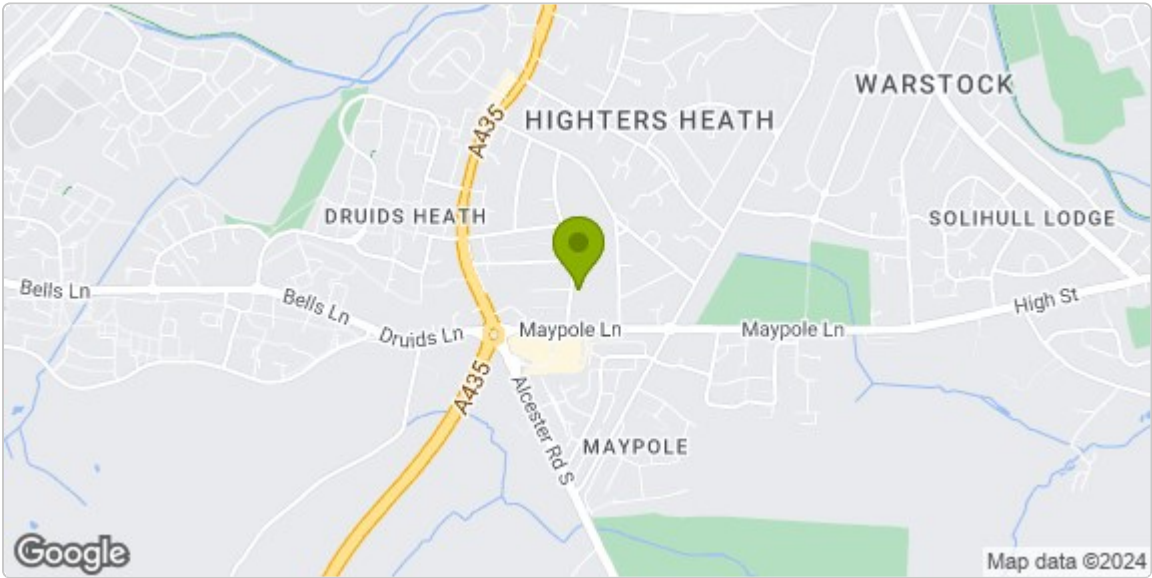 WARSTOCK
HIGHTERS HEATH
A435
DRUIDS HEATH
SOLIHULL LODGE
Bells Ln
Bells Ln
High St
Druids Ln
Maypole Ln
Maypole Ln
A435
Alcester Rd S
MAYPOLE
Google
Map data ©2024